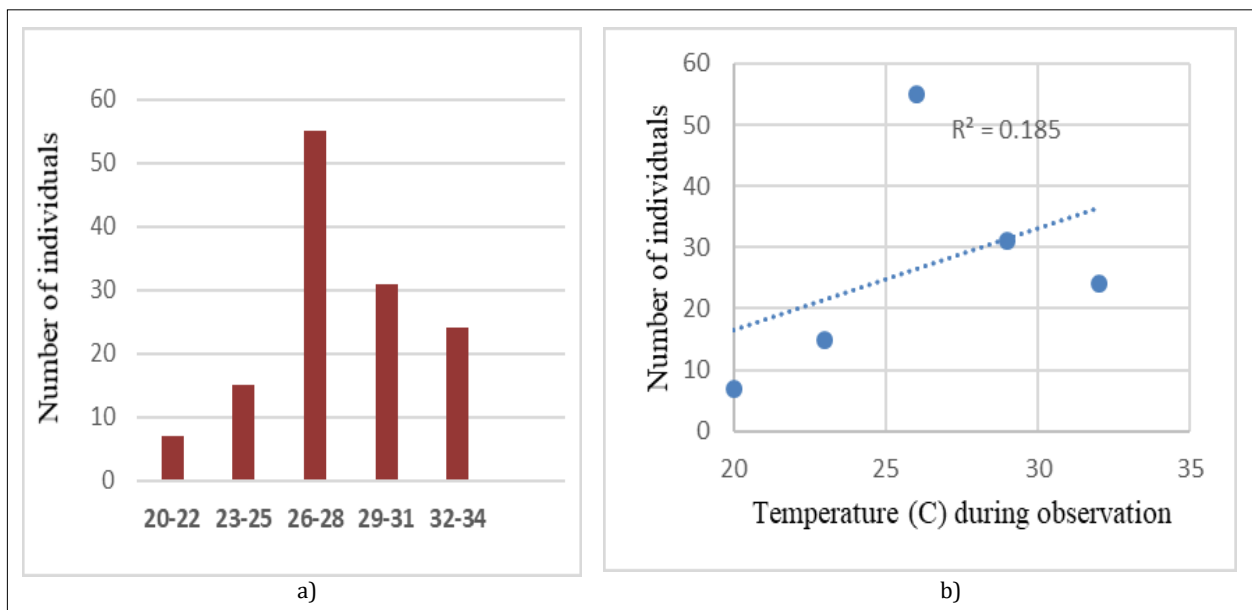 Number of individuals
60
50
40
30
20
10
0
20-22 23-25 26-28 29-31 32-34
a)
Number of individuals
60
50
40
30
20
10
0
R² = 0.185
20 25 30 35
Temperature (C) during observation
b)